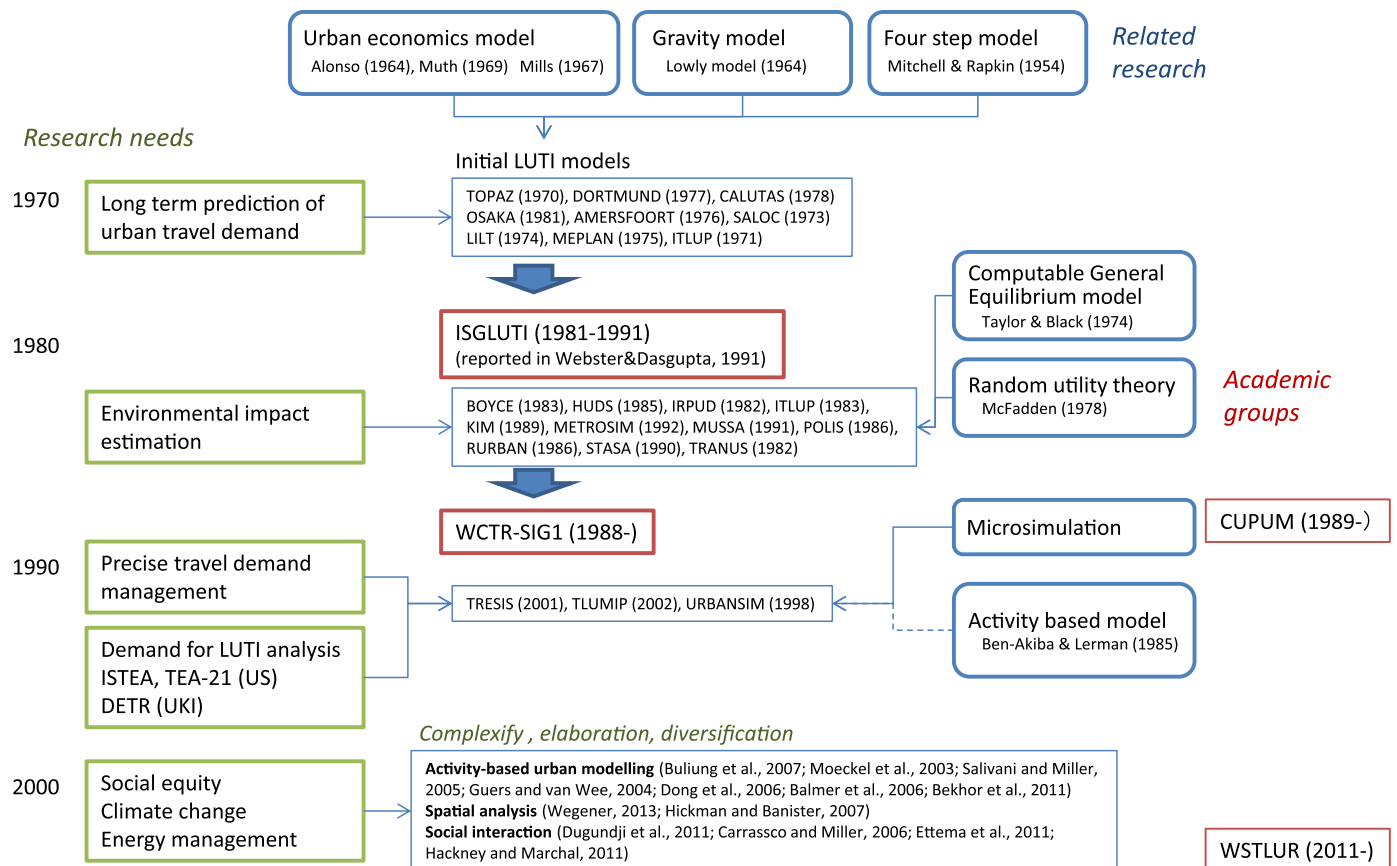 Urban economics model
Alonso (1964), Muth (1969) Mills (1967)
Gravity model
Lowly model (1964)
Four step model
Mitchell & Rapkin (1954)
Related
research
Research needs
Initial LUTI models
1970
Long term prediction of
urban travel demand
TOPAZ (1970), DORTMUND (1977), CALUTAS (1978)
OSAKA (1981), AMERSFOORT (1976), SALOC (1973)
LILT (1974), MEPLAN (1975), ITLUP (1971)
Computable General
Equilibrium model
Taylor & Black (1974)
1980
ISGLUTI (1981-1991)
(reported in Webster&Dasgupta, 1991)
Random utility theory
McFadden (1978)
Academic
groups
Environmental impact
estimation
BOYCE (1983), HUDS (1985), IRPUD (1982), ITLUP (1983),
KIM (1989), METROSIM (1992), MUSSA (1991), POLIS (1986),
RURBAN (1986), STASA (1990), TRANUS (1982)
WCTR-SIG1 (1988-)
Microsimulation
CUPUM (1989-)
1990
Precise travel demand
management
TRESIS (2001), TLUMIP (2002), URBANSIM (1998)
Activity based model
Ben-Akiba & Lerman (1985)
Demand for LUTI analysis
ISTEA, TEA-21 (US)
DETR (UKI)
Complexify , elaboration, diversification
2000
Social equity
Climate change
Energy management
Activity-based urban modelling (Buliung et al., 2007; Moeckel et al., 2003; Salivani and Miller,
2005; Guers and van Wee, 2004; Dong et al., 2006; Balmer et al., 2006; Bekhor et al., 2011)
Spatial analysis (Wegener, 2013; Hickman and Banister, 2007)
Social interaction (Dugundji et al., 2011; Carrassco and Miller, 2006; Ettema et al., 2011;
Hackney and Marchal, 2011)
WSTLUR (2011-)